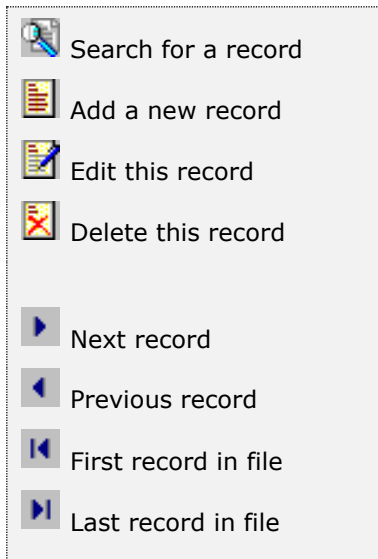 Search for a record
Add a new record
Edit this record
Delete this record
Next record
Previous record
First record in file
Last record in file